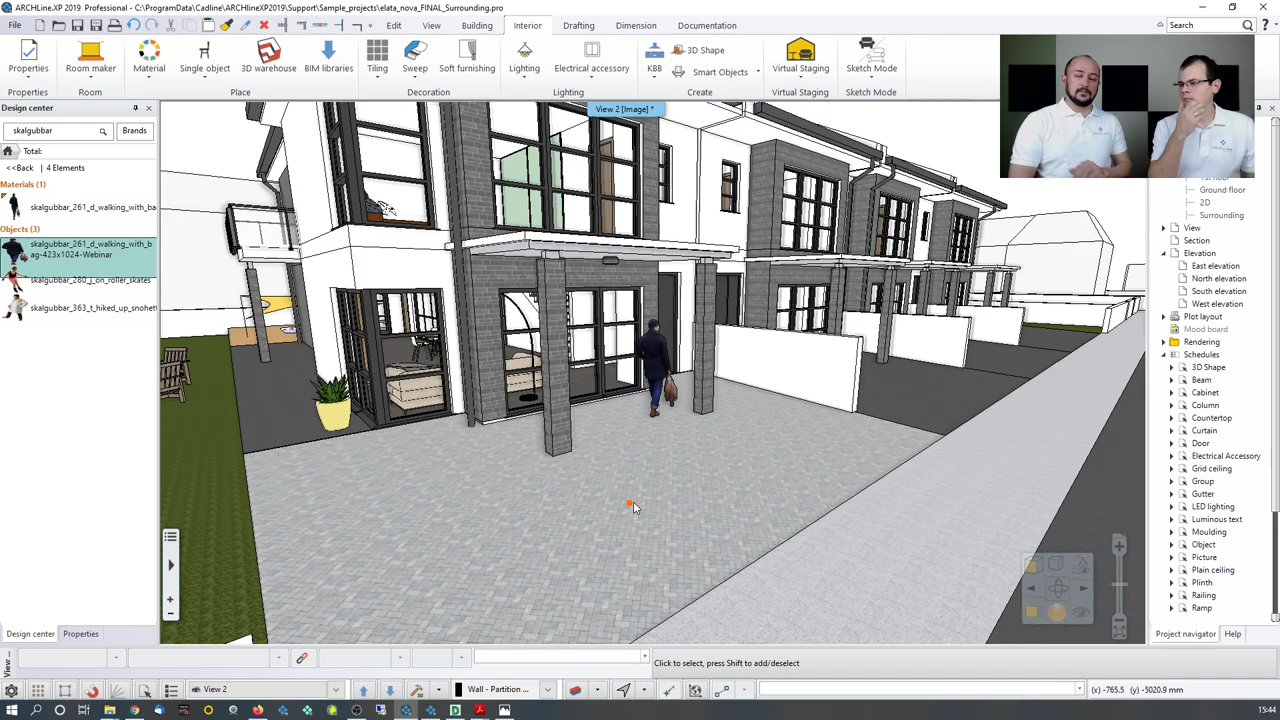 ARCHLine.XP 2019 Professional - C:\ProgramData\Cadline\ARCHlineXP2019\Support\Sample_projects\elata_nova_FINAL_Surrounding.pro
File Edit View Building Interior Drafting Dimension Documentation Search
Properties Room maker Material Single object 3D warehouse BIM libraries Tiling Sweep Soft furnishing Lighting Electrical accessory KBB 3D Shape Smart Objects Virtual Staging Sketch Mode
Properties Room Place Decoration Lighting Create Virtual Staging Sketch Mode
Design center
View 2 [Image] *
skalgubbar Brands
Total:
<<Back | 4 Elements
Materials (1)
skalgubbar_261_d_walking_with_ba
Objects (3)
skalgubbar_261_d_walking_with_b
ag-423x1024-Webinar
skalgubbar_280_j_on_roller_skates
skalgubbar_363_t_hiked_up_snohett
Design center Properties
1st floor
Ground floor
2D
Surrounding
View
Section
Elevation
East elevation
North elevation
South elevation
West elevation
Plot layout
Mood board
Rendering
Schedules
3D Shape
Beam
Cabinet
Column
Countertop
Curtain
Door
Electrical Accessory
Grid ceiling
Group
Gutter
LED lighting
Luminous text
Moulding
Object
Picture
Plain ceiling
Plinth
Railing
Ramp
Project navigator Help
View
Click to select, press Shift to add/deselect
View 2
Wall - Partition ...
(x) -765.5 (y) -5020.9 mm
15:44